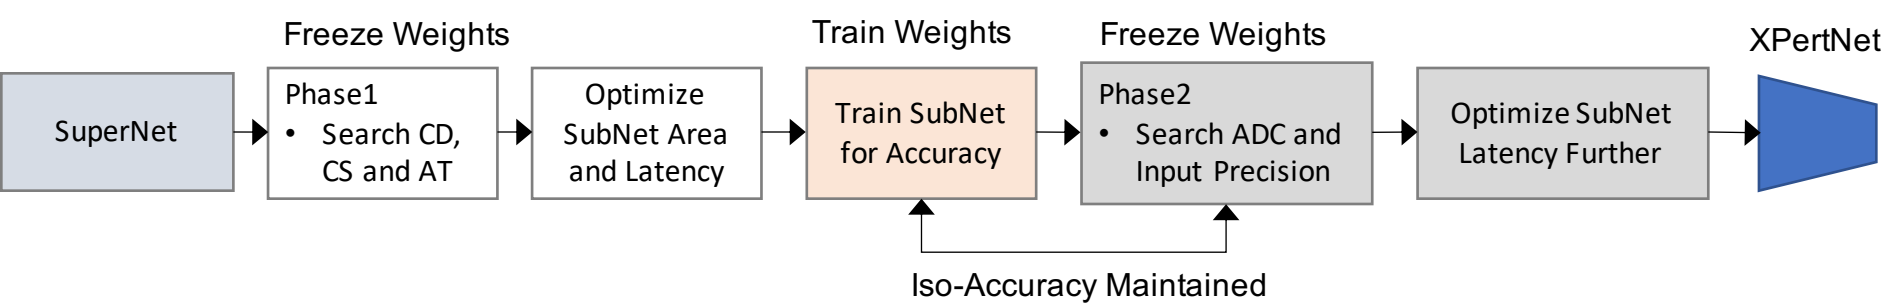 Freeze Weights
Train Weights
Freeze Weights
XPertNet
SuperNet
Phase1
• Search CD,
CS and AT
Optimize
SubNet Area
and Latency
Train SubNet
for Accuracy
Phase2
• Search ADC and
Input Precision
Optimize SubNet
Latency Further
Iso-Accuracy Maintained